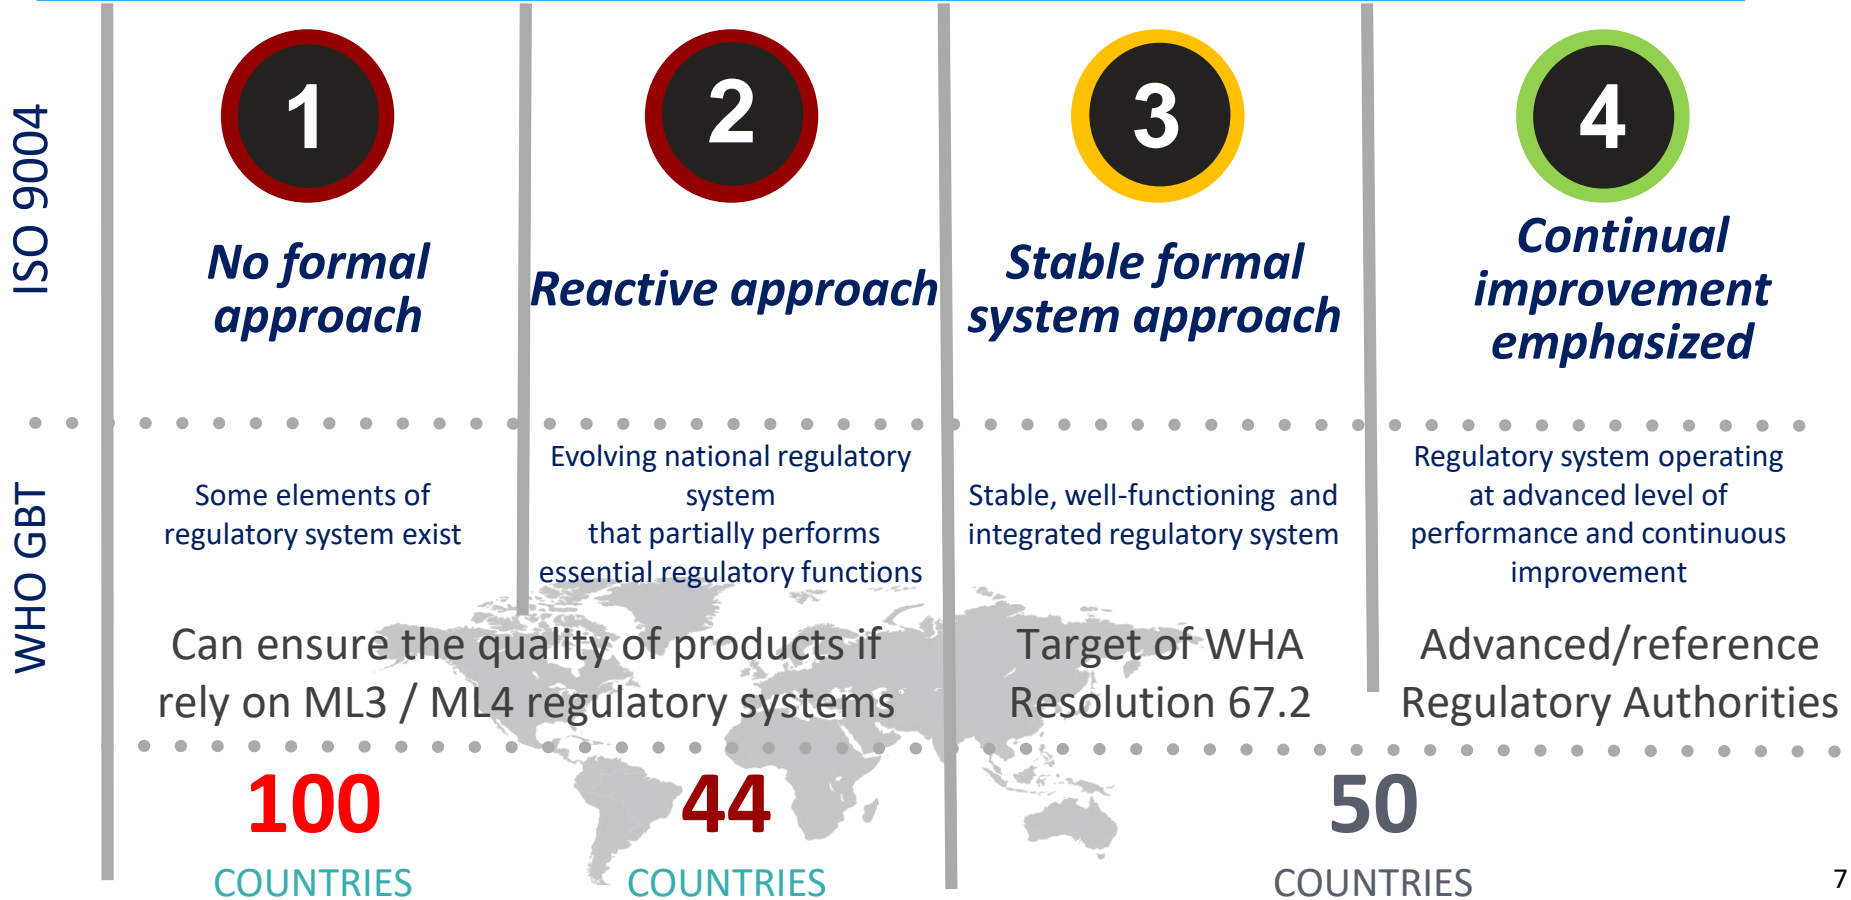 ISO 9004
1
2
3
4
No formal
approach
Reactive approach
Stable formal
system approach
Continual
improvement
emphasized
WHO GBT
Some elements of
regulatory system exist
Evolving national regulatory
system
that partially performs
essential regulatory functions
Stable, well-functioning and
integrated regulatory system
Regulatory system operating
at advanced level of
performance and continuous
improvement
Can ensure the quality of products if
rely on ML3 / ML4 regulatory systems
Target of WHA
Resolution 67.2
Advanced/reference
Regulatory Authorities
100
COUNTRIES
44
COUNTRIES
50
COUNTRIES
7